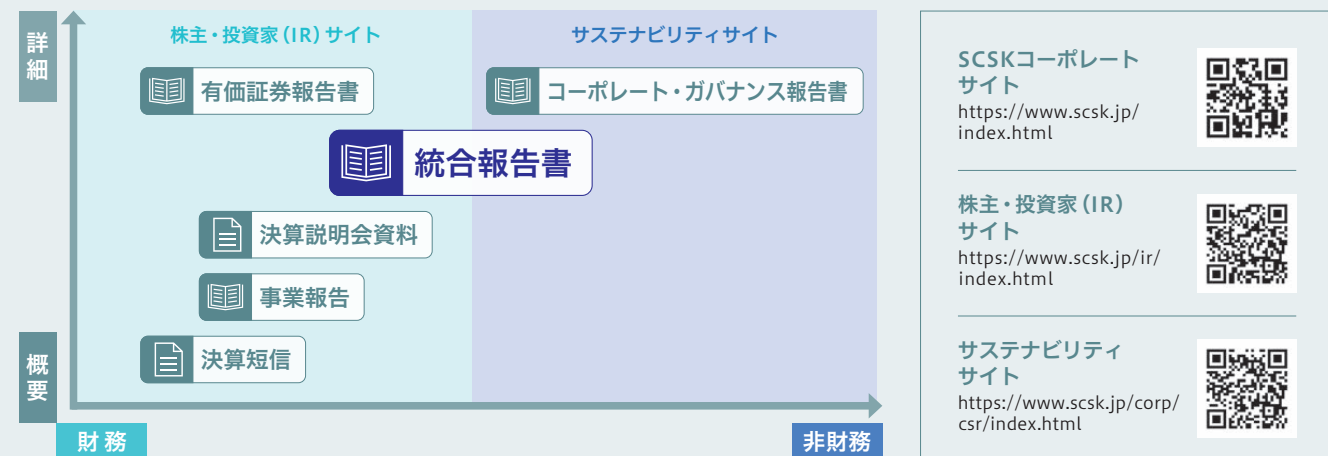 詳細
株主・投資家（IR）サイト
サステナビリティサイト
有価証券報告書
コーポレート・ガバナンス報告書
統合報告書
決算説明会資料
事業報告
決算短信
概要
財務
非財務
SCSKコーポレート
サイト
https://www.scsk.jp/
index.html
株主・投資家（IR）
サイト
https://www.scsk.jp/ir/
index.html
サステナビリティ
サイト
https://www.scsk.jp/corp/
csr/index.html